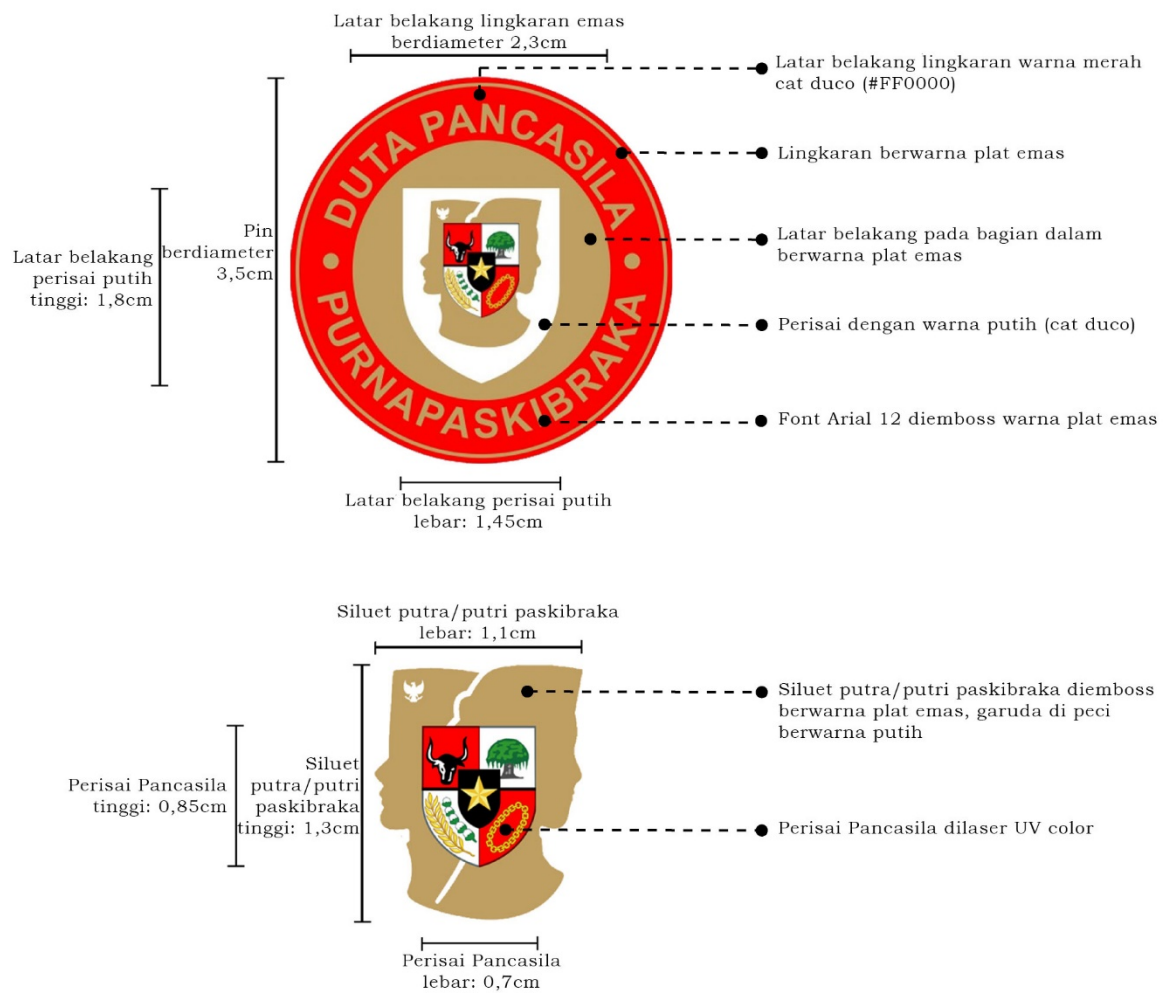 Latar belakang lingkaran emas
berdiameter 2,3cm
Latar belakang lingkaran warna merah
cat duco (#FF0000)
DUTA PANCASILA
Lingkaran berwarna plat emas
Pin
berdiameter
3,5cm
Latar belakang
perisai putih
tinggi: 1,8cm
Latar belakang pada bagian dalam
berwarna plat emas
Perisai dengan warna putih (cat duco)
PURNAPASKIBRAKA
Font Arial 12 diemboss warna plat emas
Latar belakang perisai putih
lebar: 1,45cm
Siluet putra/putri paskibraka
lebar: 1,1cm
Siluet putra/putri paskibraka diemboss
berwarna plat emas, garuda di peci
berwarna putih
Perisai Pancasila
tinggi: 0,85cm
Siluet
putra/putri
paskibraka
tinggi: 1,3cm
Perisai Pancasila dilaser UV color
Perisai Pancasila
lebar: 0,7cm